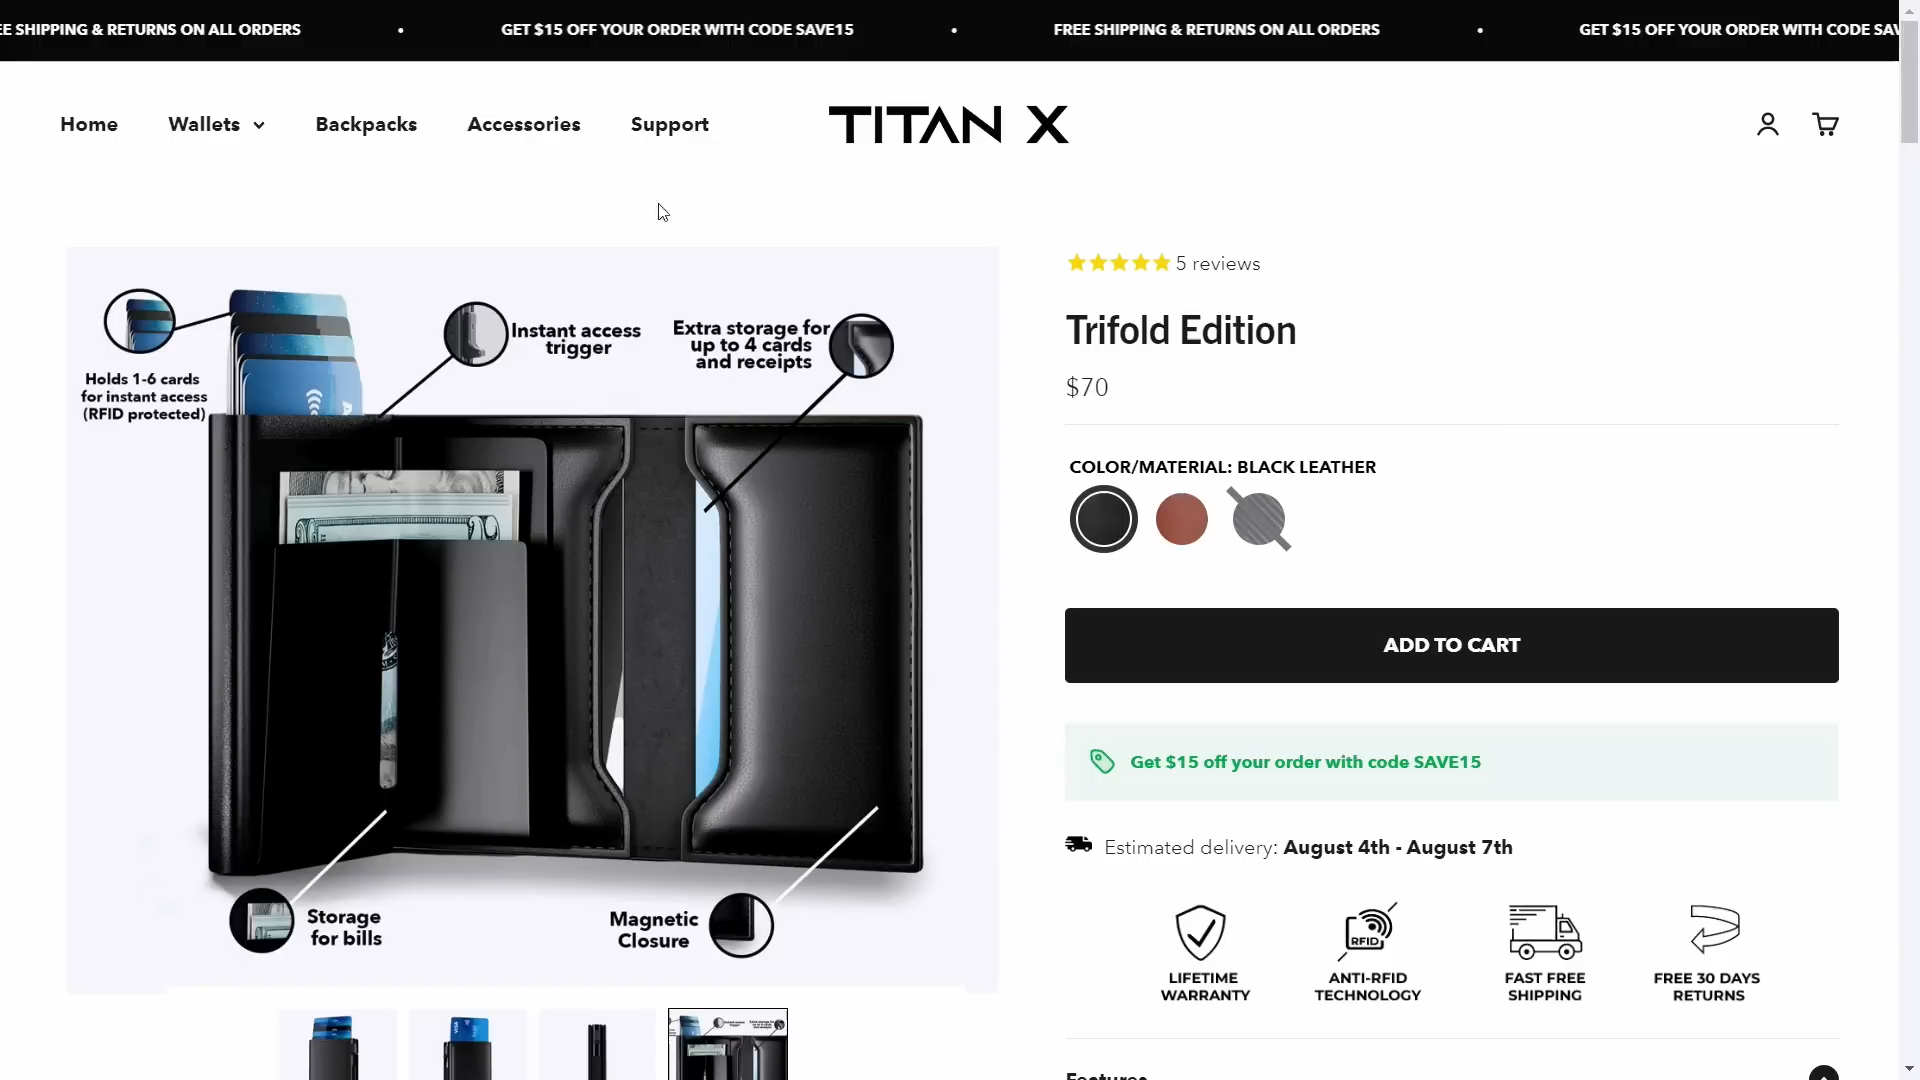 EE SHIPPING & RETURNS ON ALL ORDERS • GET $15 OFF YOUR ORDER WITH CODE SAVE15 • FREE SHIPPING & RETURNS ON ALL ORDERS • GET $15 OFF YOUR ORDER WITH CODE SAV
Home Wallets Backpacks Accessories Support
TITAN X
Holds 1-6 cards
for instant access
(RFID protected)
Instant access
trigger
Extra storage for
up to 4 cards
and receipts
Storage
for bills
Magnetic
Closure
5 reviews
Trifold Edition
$70
COLOR/MATERIAL: BLACK LEATHER
ADD TO CART
Get $15 off your order with code SAVE15
Estimated delivery: August 4th - August 7th
RFID
LIFETIME
WARRANTY
ANTI-RFID
TECHNOLOGY
FAST FREE
SHIPPING
FREE 30 DAYS
RETURNS
VISA
Features